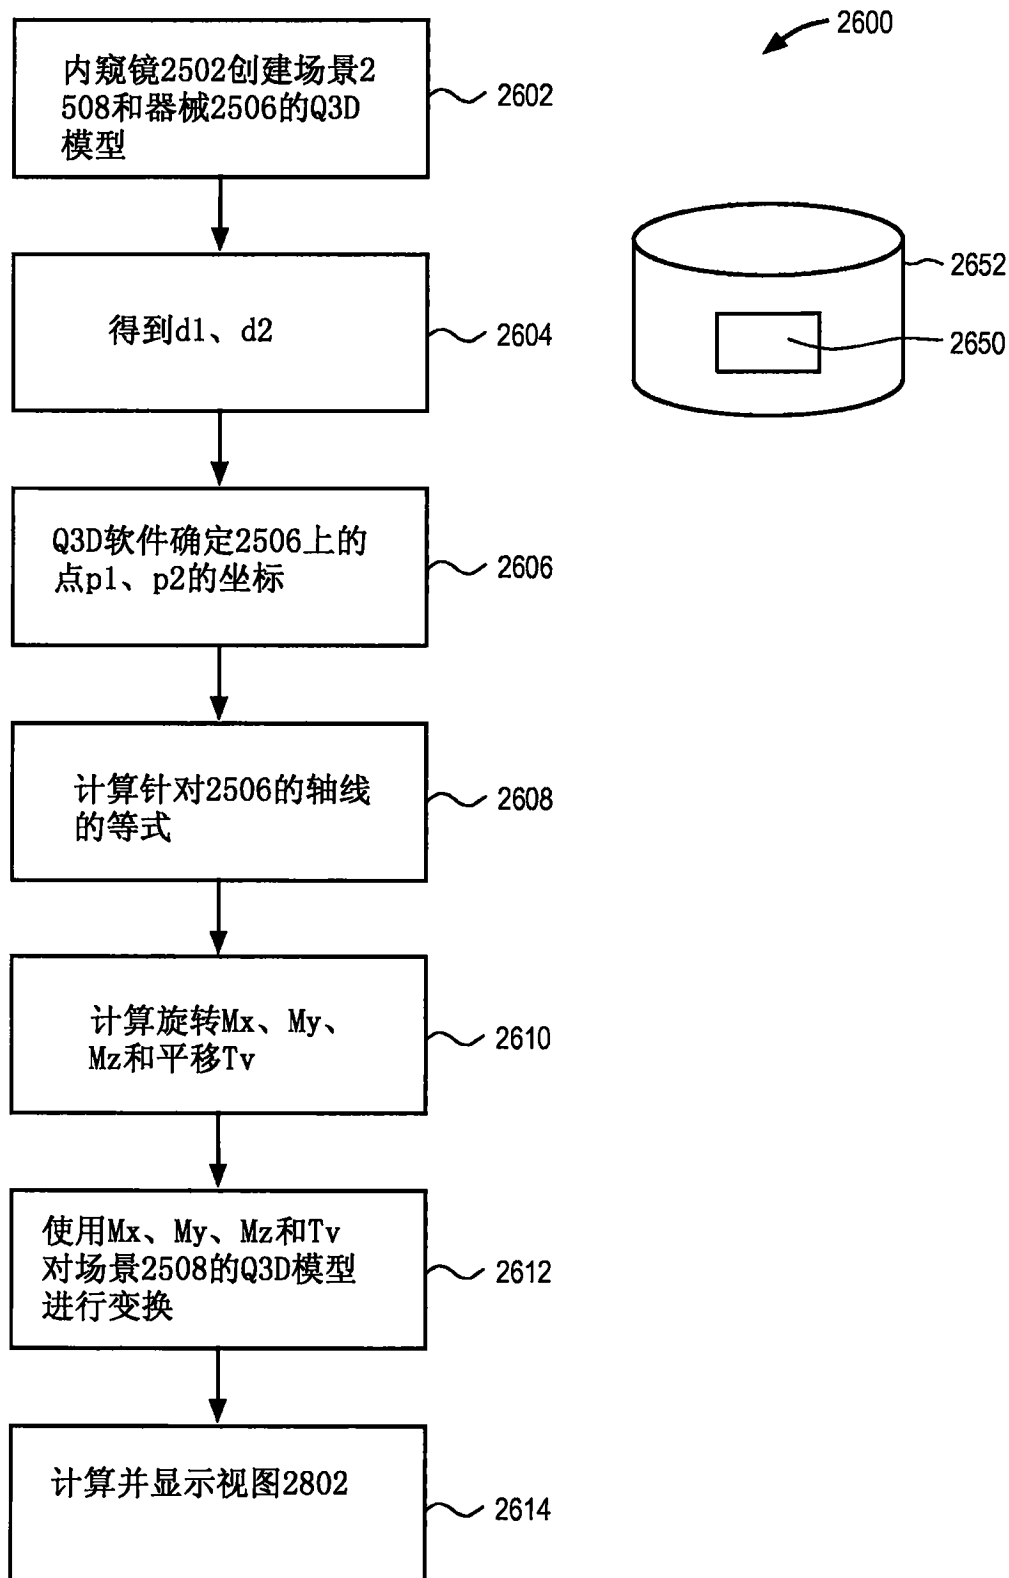 2600
内窥镜2502创建场景2
508和器械2506的Q3D
模型
2602
2652
2650
得到d1、d2
2604
Q3D软件确定2506上的
点p1、p2的坐标
2606
计算针对2506的轴线
的等式
2608
计算旋转Mx、My、
Mz和平移Tv
2610
使用Mx、My、Mz和Tv
对场景2508的Q3D模型
进行变换
2612
计算并显示视图2802
2614